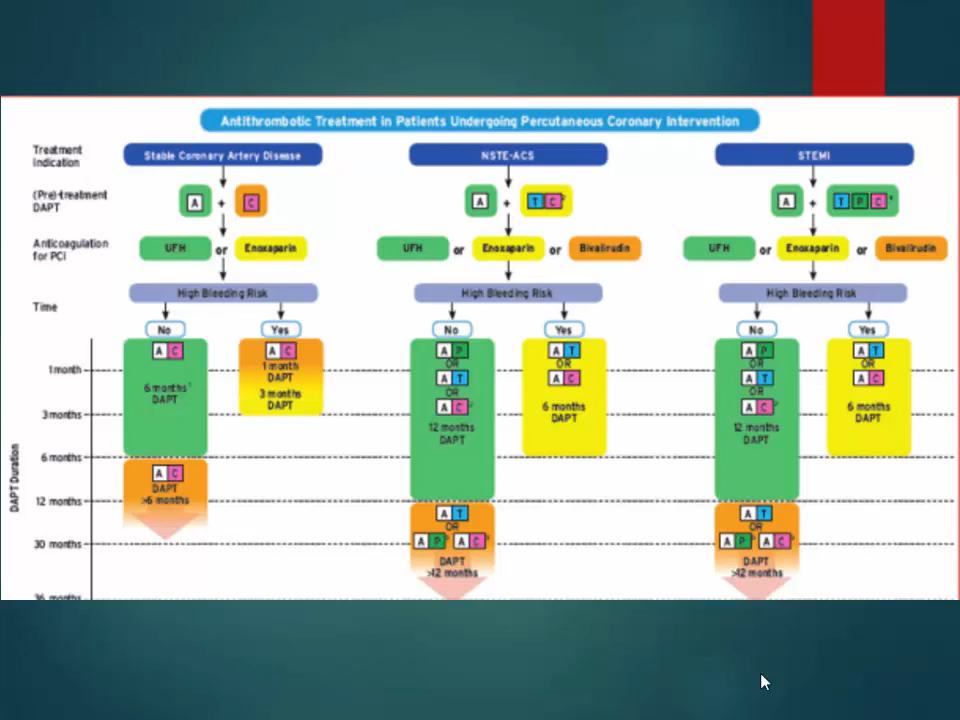 Antithrombotic Treatment in Patients Undergoing Percutaneous Coronary Intervention
Treatment
Indication
Stable Coronary Artery Disease
NSTE-ACS
STEMI
(Pre)-treatment
DAPT
A + C
A + T C
A + T P C
Anticoagulation
for PCI
UFH or Enoxaparin
UFH or Enoxaparin or Bivalirudin
UFH or Enoxaparin or Bivalirudin
Time
High Bleeding Risk
High Bleeding Risk
High Bleeding Risk
No
Yes
No
Yes
No
Yes
DAPT Duration
1 month
3 months
6 months
12 months
30 months
36 months
A C
6 months
DAPT
A C
DAPT
>6 months
A C
1 month
DAPT
3 months
DAPT
A P
OR
A T
OR
A C
12 months
DAPT
A T
OR
A P A C
DAPT
>12 months
A T
OR
A C
6 months
DAPT
A P
OR
A T
OR
A C
12 months
DAPT
A T
OR
A P A C
DAPT
>12 months
A T
OR
A C
6 months
DAPT